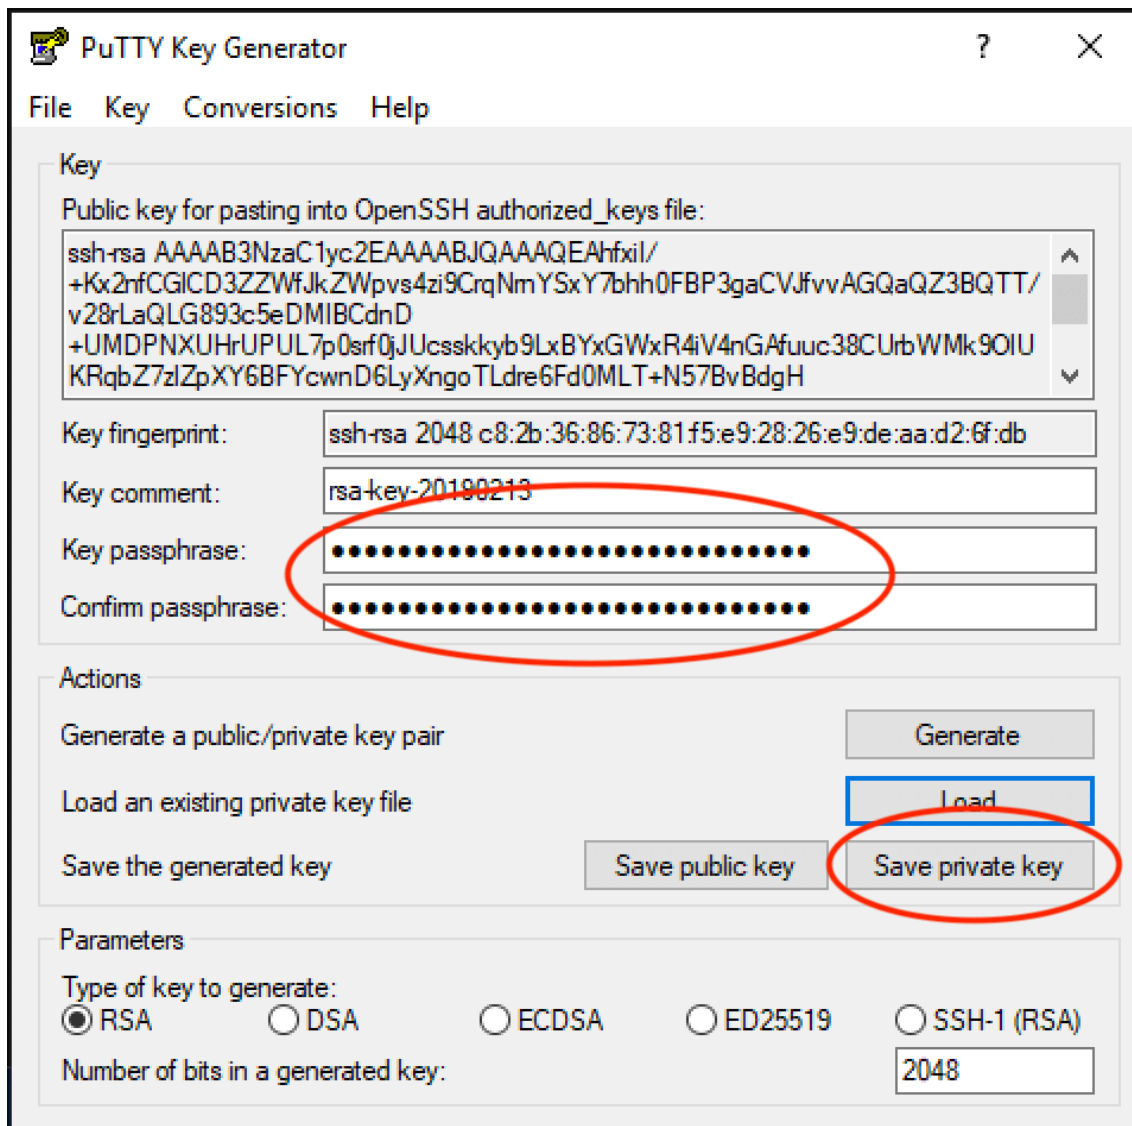 PuTTY Key Generator ?
File Key Conversions Help
Key
Public key for pasting into OpenSSH authorized_keys file:
ssh-rsa AAAAB3NzaC1yc2EAAAABJQAAAQEAhfxil/
+Kx2nfCGlCD3ZZWfJkZWpvs4zi9CrqNmYSxY7bhh0FBP3gaCVJfvvAGQaQZ3BQTT/
v28rLaQLG893c5eDMIBCdnD
+UMDPNXUHrUPUL7p0srf0jJUcsskkyb9LxBYxGWxR4iV4nGAfuuc38CUrbWMk9OlU
KRqbZ7zlZpXY6BFYcwnD6LyXngoTLdre6Fd0MLT+N57BvBdgH
Key fingerprint: ssh-rsa 2048 c8:2b:36:86:73:81:f5:e9:28:26:e9:de:aa:d2:6f:db
Key comment: rsa-key-20190213
Key passphrase: ••••••••••••••••••••••••••••••
Confirm passphrase: ••••••••••••••••••••••••••••••
Actions
Generate a public/private key pair Generate
Load an existing private key file Load
Save the generated key Save public key Save private key
Parameters
Type of key to generate:
RSA DSA ECDSA ED25519 SSH-1 (RSA)
Number of bits in a generated key: 2048